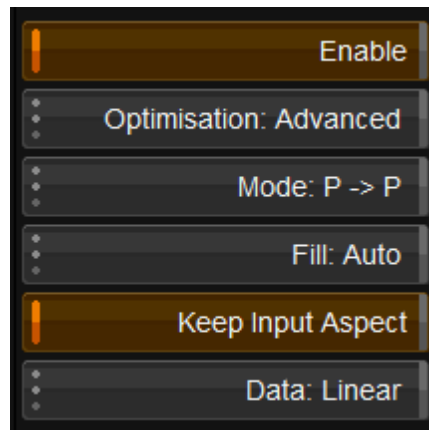 Enable
Optimisation: Advanced
Mode: P -> P
Fill: Auto
Keep Input Aspect
Data: Linear